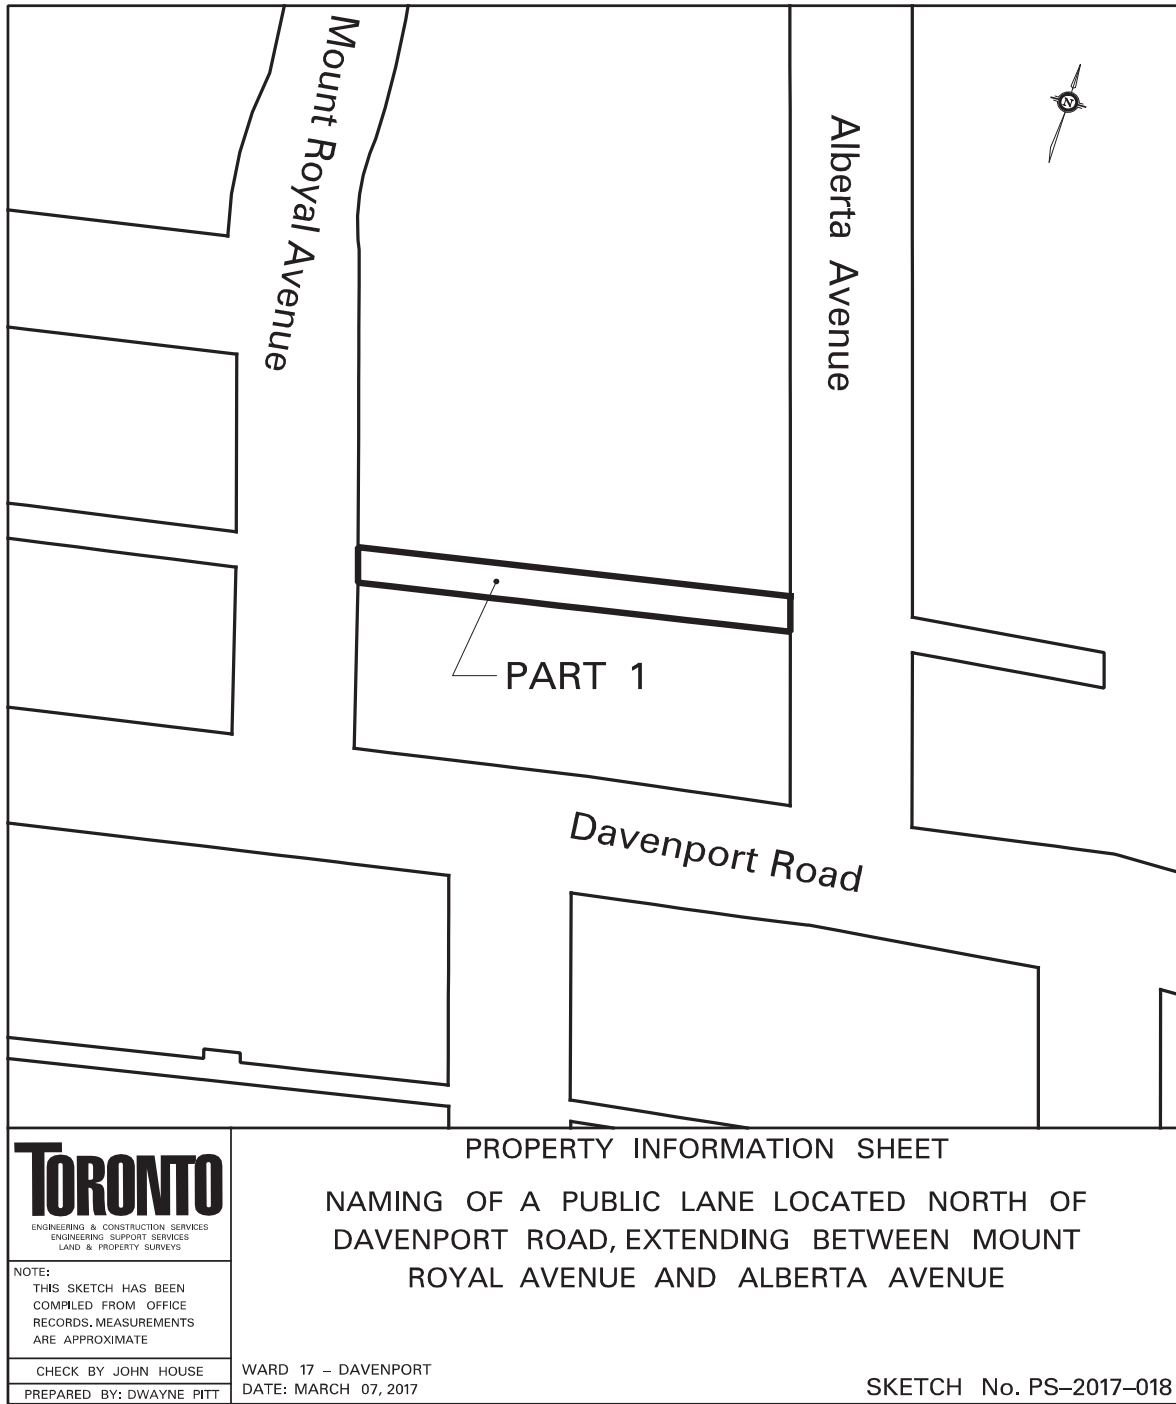 Mount Royal Avenue
Alberta Avenue
N
PART 1
Davenport Road
TORONTO
ENGINEERING & CONSTRUCTION SERVICES
ENGINEERING SUPPORT SERVICES
LAND & PROPERTY SURVEYS
NOTE:
THIS SKETCH HAS BEEN
COMPILED FROM OFFICE
RECORDS. MEASUREMENTS
ARE APPROXIMATE
CHECK BY JOHN HOUSE
PREPARED BY: DWAYNE PITT
PROPERTY INFORMATION SHEET
NAMING OF A PUBLIC LANE LOCATED NORTH OF
DAVENPORT ROAD, EXTENDING BETWEEN MOUNT
ROYAL AVENUE AND ALBERTA AVENUE
WARD 17 – DAVENPORT
DATE: MARCH 07, 2017
SKETCH No. PS–2017–018